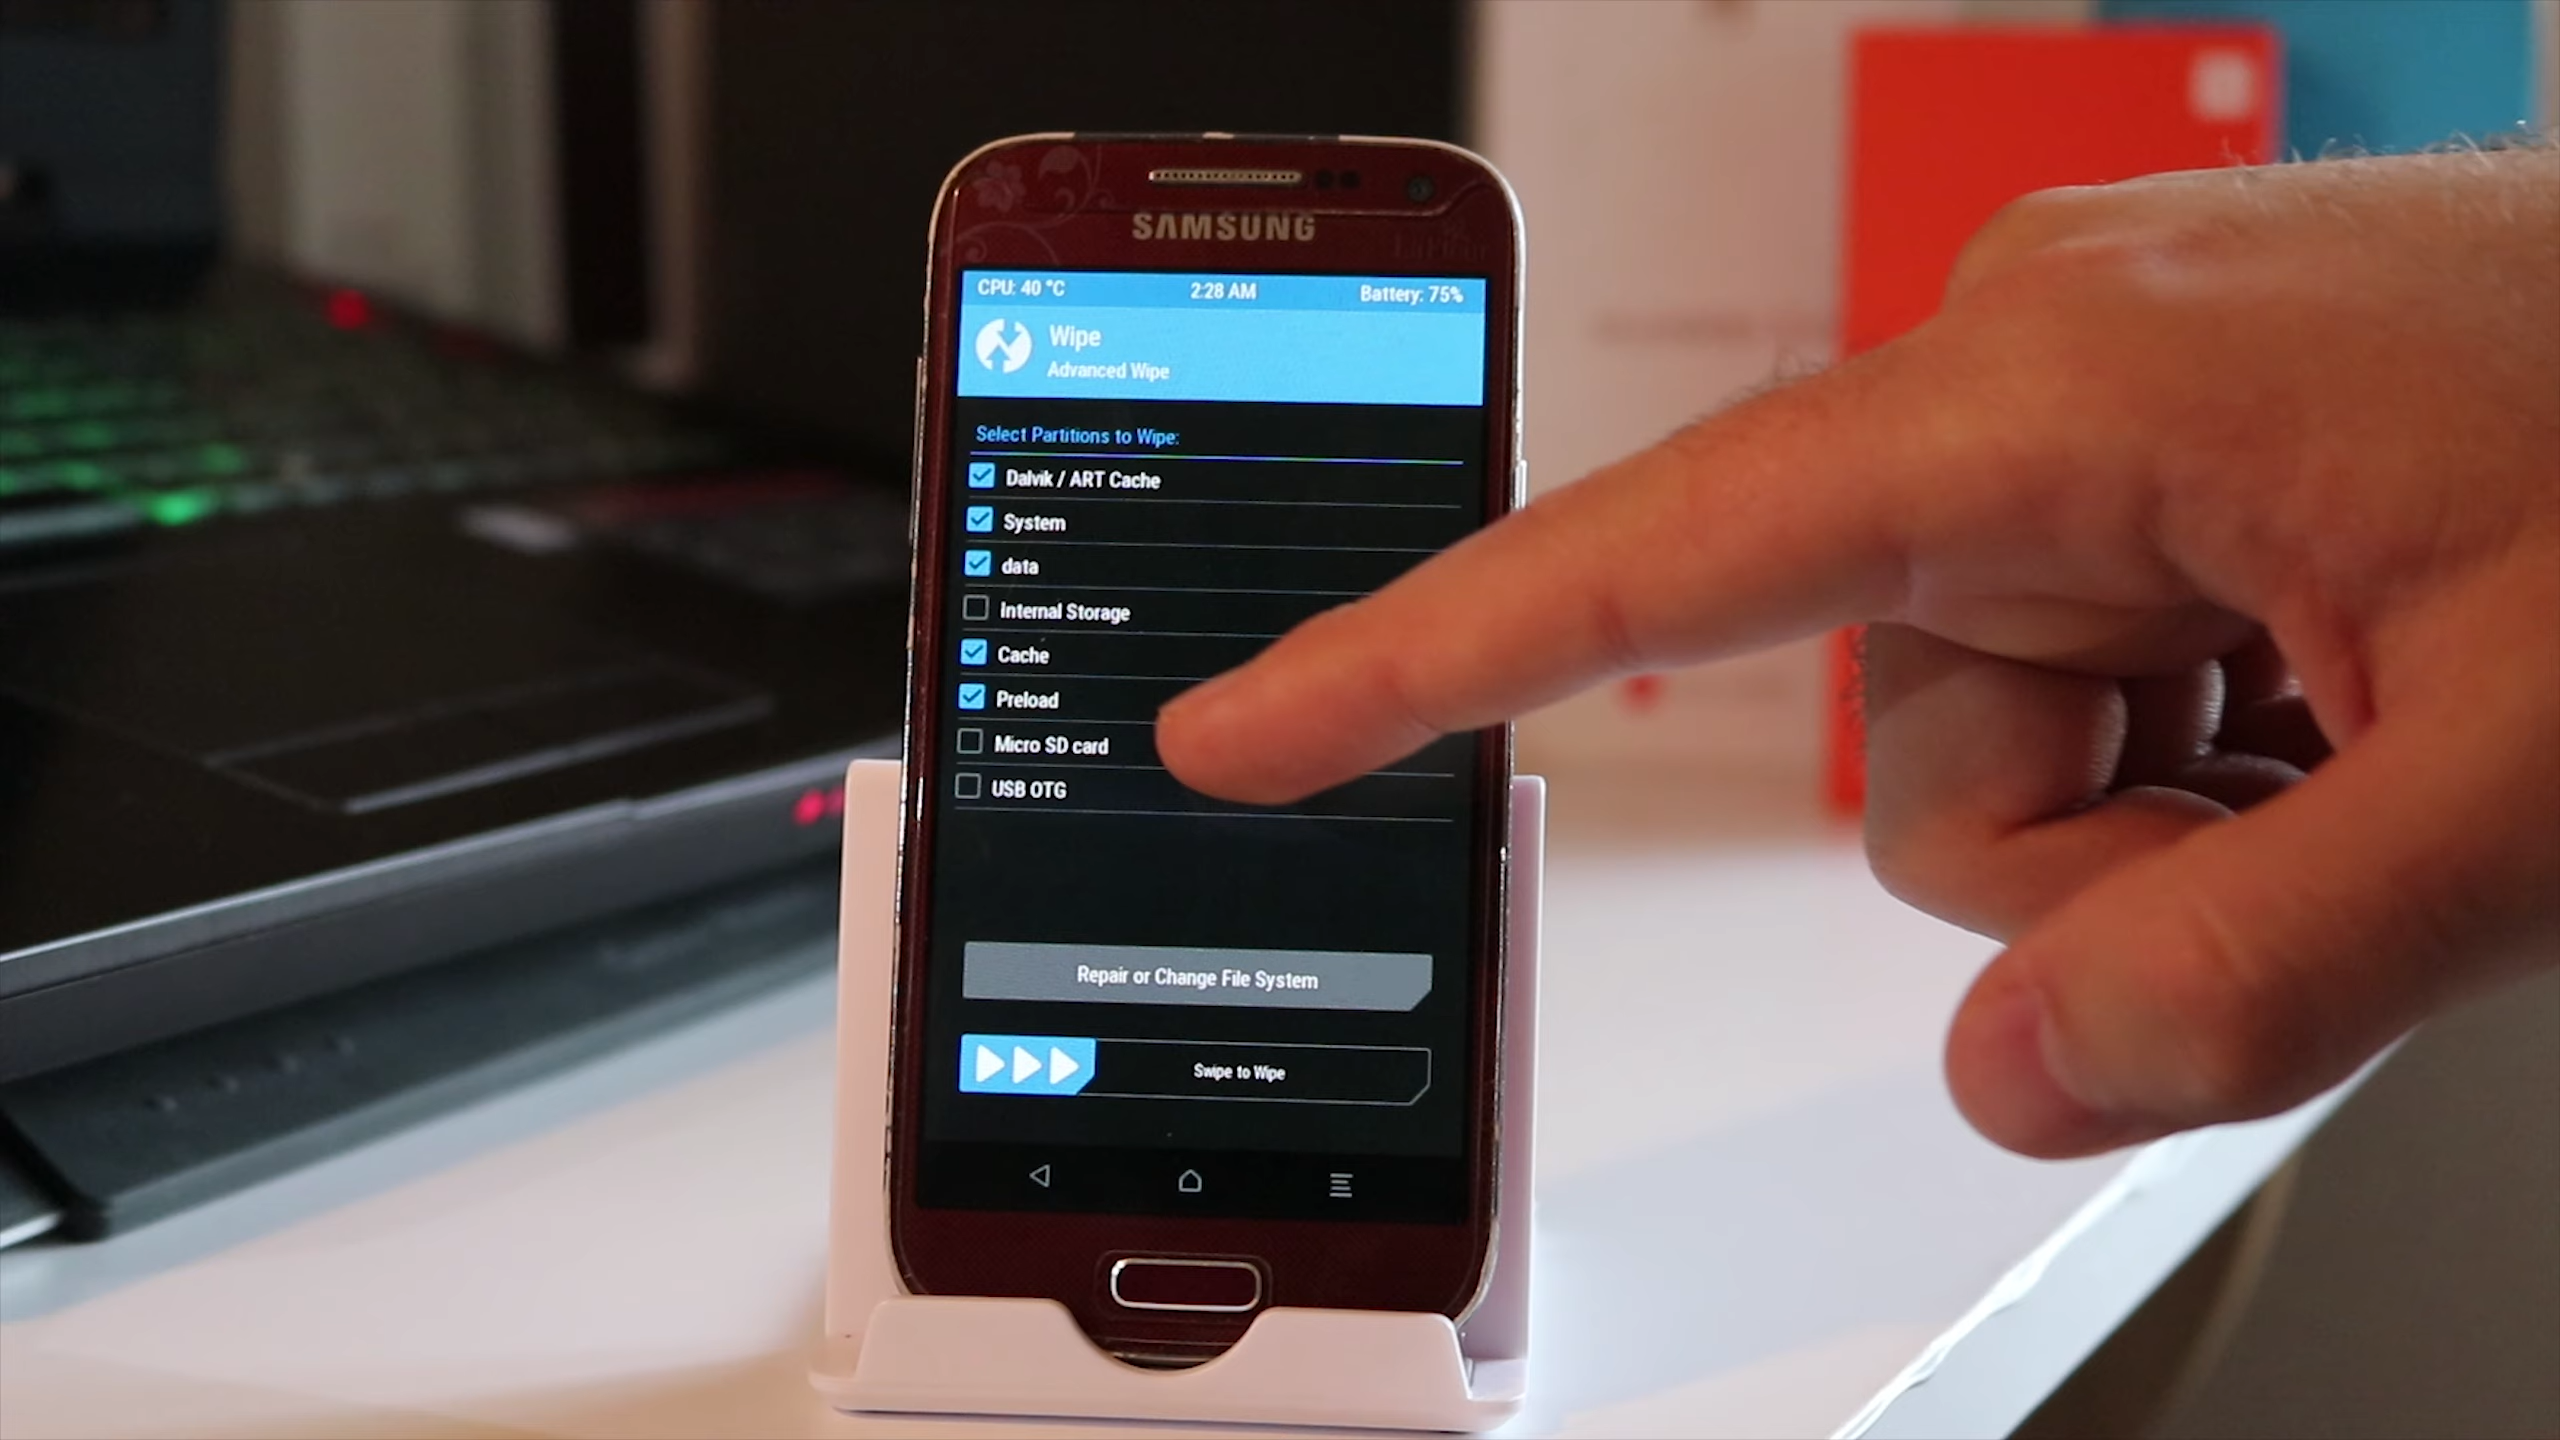 SAMSUNG
CPU: 40 °C 2:28 AM Battery: 75%
Wipe
Advanced Wipe
Select Partitions to Wipe:
Dalvik / ART Cache
System
data
Internal Storage
Cache
Preload
Micro SD card
USB OTG
Repair or Change File System
Swipe to Wipe